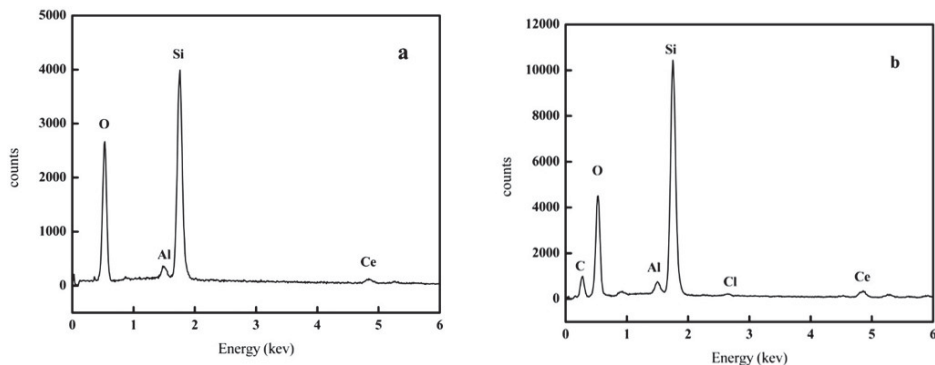 5000
4000
3000
2000
1000
0
counts
a
O
Si
Al
Ce
0 1 2 3 4 5 6
Energy (kev)
12000
10000
8000
6000
4000
2000
0
counts
b
C
O
Al
Si
Cl
Ce
0 1 2 3 4 5 6
Energy (kev)